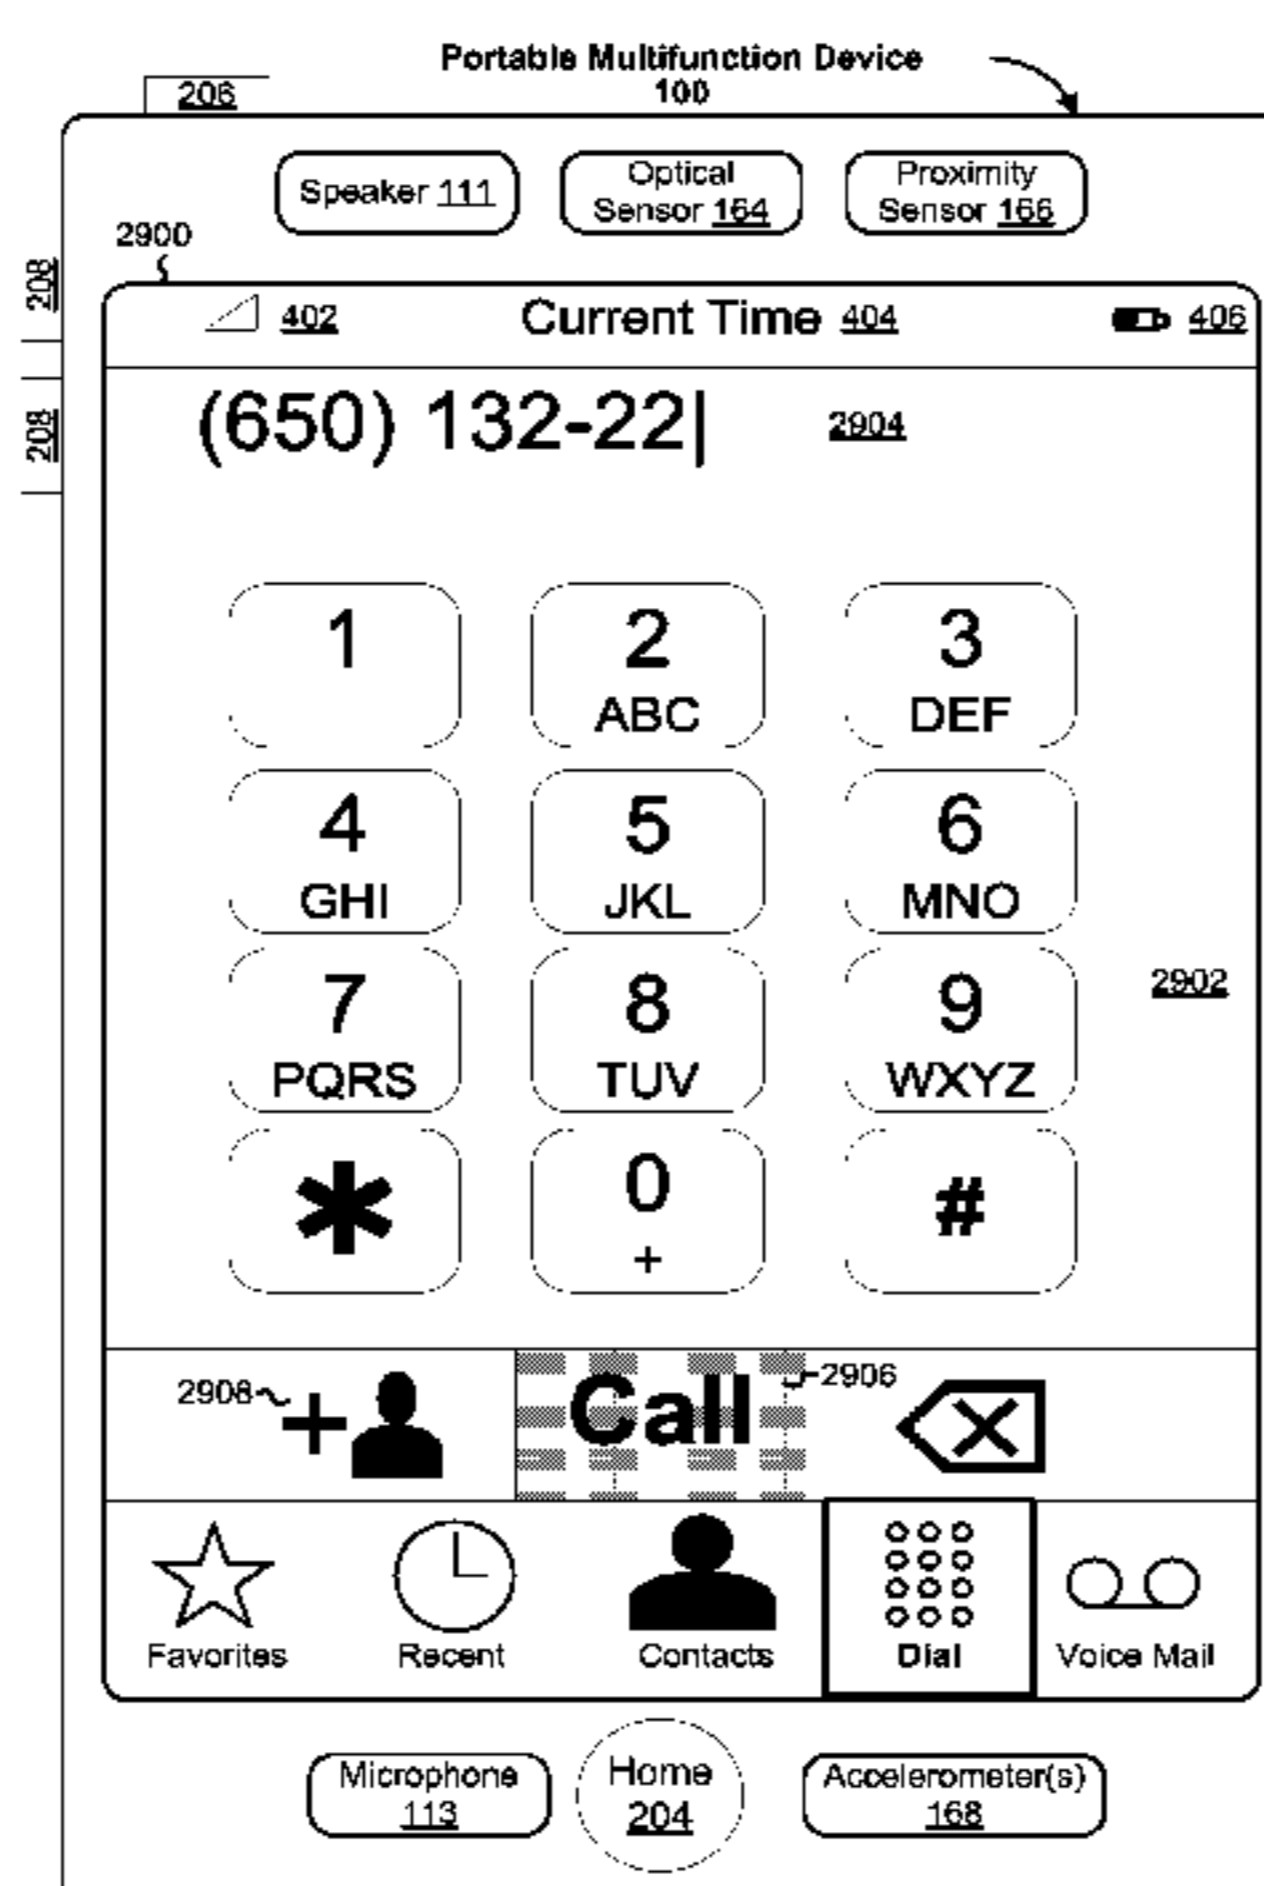 Portable Multifunction Device
100
206
Speaker 111
Optical
Sensor 164
Proximity
Sensor 166
2900
208
402
Current Time 404
406
208
(650) 132-22
2904
1
2
ABC
3
DEF
4
GHI
5
JKL
6
MNO
7
PQRS
8
TUV
9
WXYZ
2902
*
0
+
#
2908
+
Call
2906
Favorites
Recent
Contacts
Dial
Voice Mail
Microphone
113
Home
204
Accelerometer(s)
168